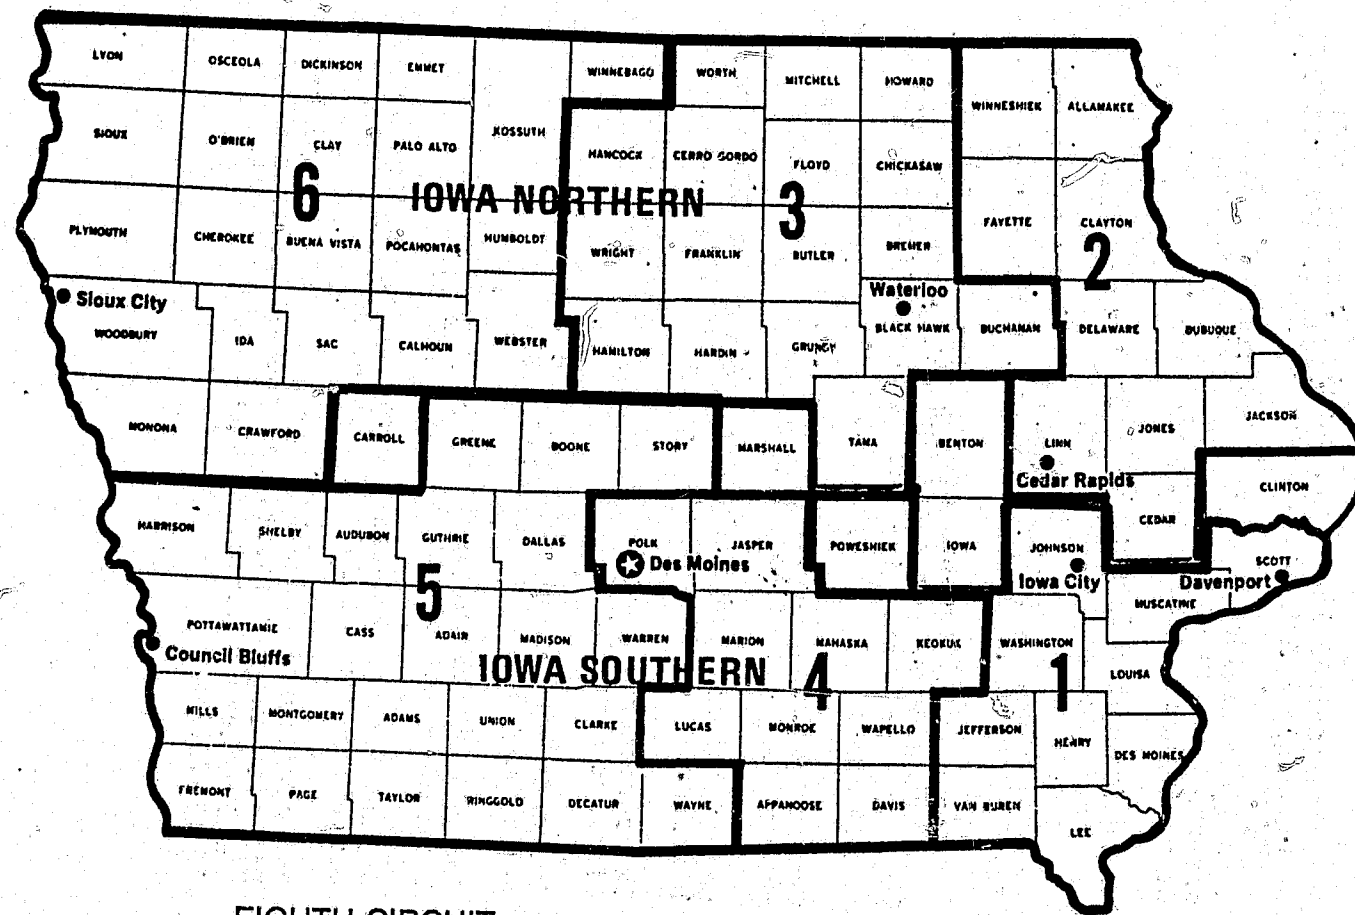 LYON
OSCEOLA
DICKINSON
EMMET
WINNEBAGO
WORTH
MITCHELL
HOWARD
WINNESHIEK
ALLAMAKEE
SIOUX
O'BRIEN
CLAY
PALO ALTO
KOSSUTH
HANCOCK
CERRO GORDO
FLOYD
CHICKASAW
6
IOWA NORTHERN
3
PLYMOUTH
CHEROKEE
BUENA VISTA
POCAHONTAS
HUMBOLDT
WRIGHT
FRANKLIN
BUTLER
BREMER
FAYETTE
CLAYTON
2
Sioux City
WOODBURY
IDA
SAC
CALHOUN
WEBSTER
HAMILTON
HARDIN
GRUNDY
Waterloo
BLACK HAWK
BUCHANAN
DELAWARE
DUBUQUE
MONONA
CRAWFORD
CARROLL
GREENE
BOONE
STORY
MARSHALL
TAMA
BENTON
LINN
Cedar Rapids
JONES
JACKSON
CLINTON
HARRISON
SHELBY
AUDUBON
GUTHRIE
DALLAS
POLK
Des Moines
JASPER
POWESHIEK
IOWA
JOHNSON
Iowa City
CEDAR
SCOTT
Davenport
MUSCATINE
5
POTTAWATTAMIE
Council Bluffs
CASS
ADAIR
MADISON
WARREN
MARION
MAHASKA
KEOKUK
WASHINGTON
LOUISA
IOWA SOUTHERN
4
1
MILLS
MONTGOMERY
ADAMS
UNION
CLARKE
LUCAS
MONROE
WAPELLO
JEFFERSON
HENRY
DES MOINES
FREMONT
PAGE
TAYLOR
RINGGOLD
DECATUR
WAYNE
APPANOOSE
DAVIS
VAN BUREN
LEE
EIGHTH CIRCUIT